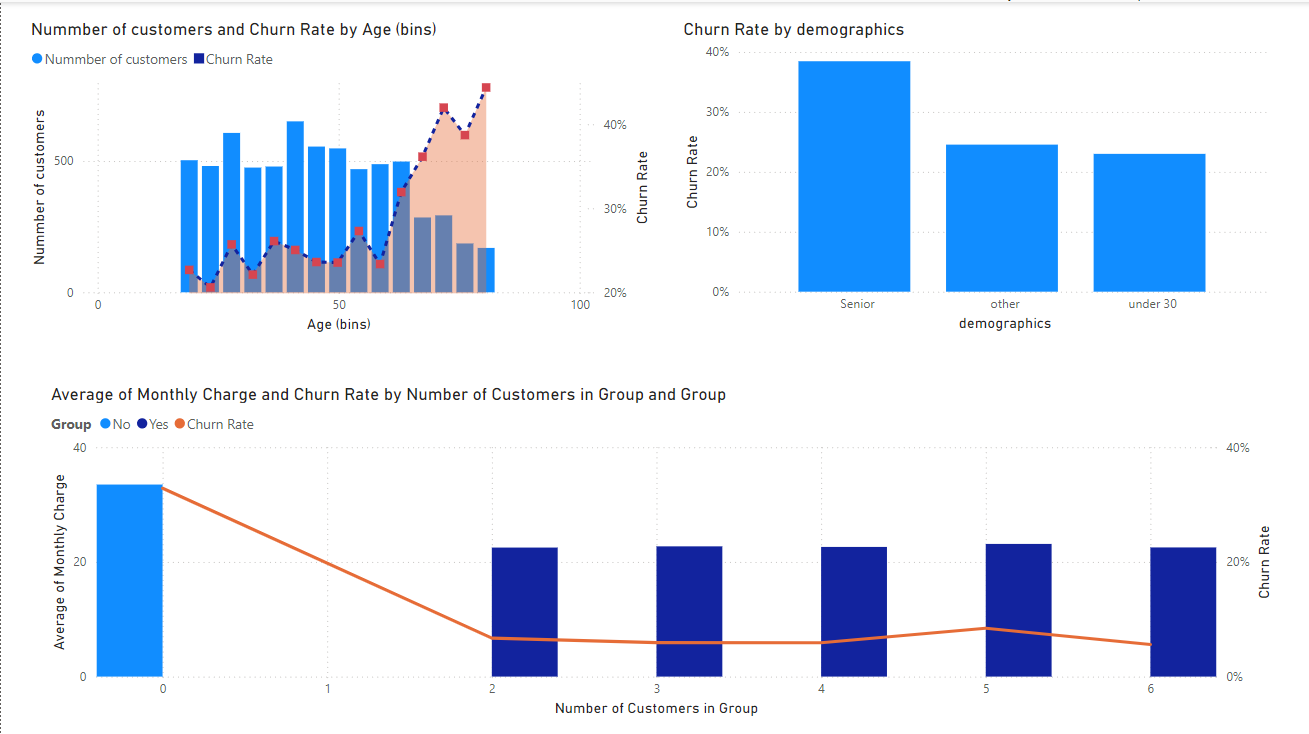 Nummber of customers and Churn Rate by Age (bins)
Nummber of customers Churn Rate
Nummber of customers
500
0
40%
30%
20%
Churn Rate
0 50 100
Age (bins)
Churn Rate by demographics
Churn Rate
40%
30%
20%
10%
0%
Senior other under 30
demographics
Average of Monthly Charge and Churn Rate by Number of Customers in Group and Group
Group No Yes Churn Rate
Average of Monthly Charge
40
20
0
40%
20%
0%
Churn Rate
0 1 2 3 4 5 6
Number of Customers in Group